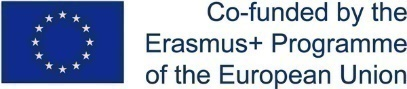 Co-funded by the
Erasmus+ Programme
of the European Union